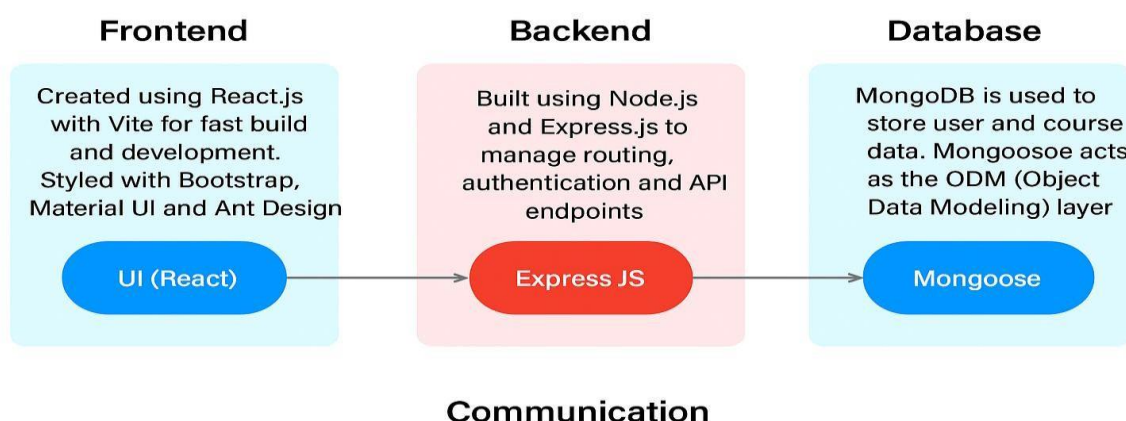 Frontend
Created using React.js
with Vite for fast build
and development.
Styled with Bootstrap,
Material UI and Ant Design
UI (React)
Backend
Built using Node.js
and Express.js to
manage routing,
authentication and API
endpoints
Express JS
Database
MongoDB is used to
store user and course
data. Mongoosoe acts
as the ODM (Object
Data Modeling) layer
Mongoose
Communication